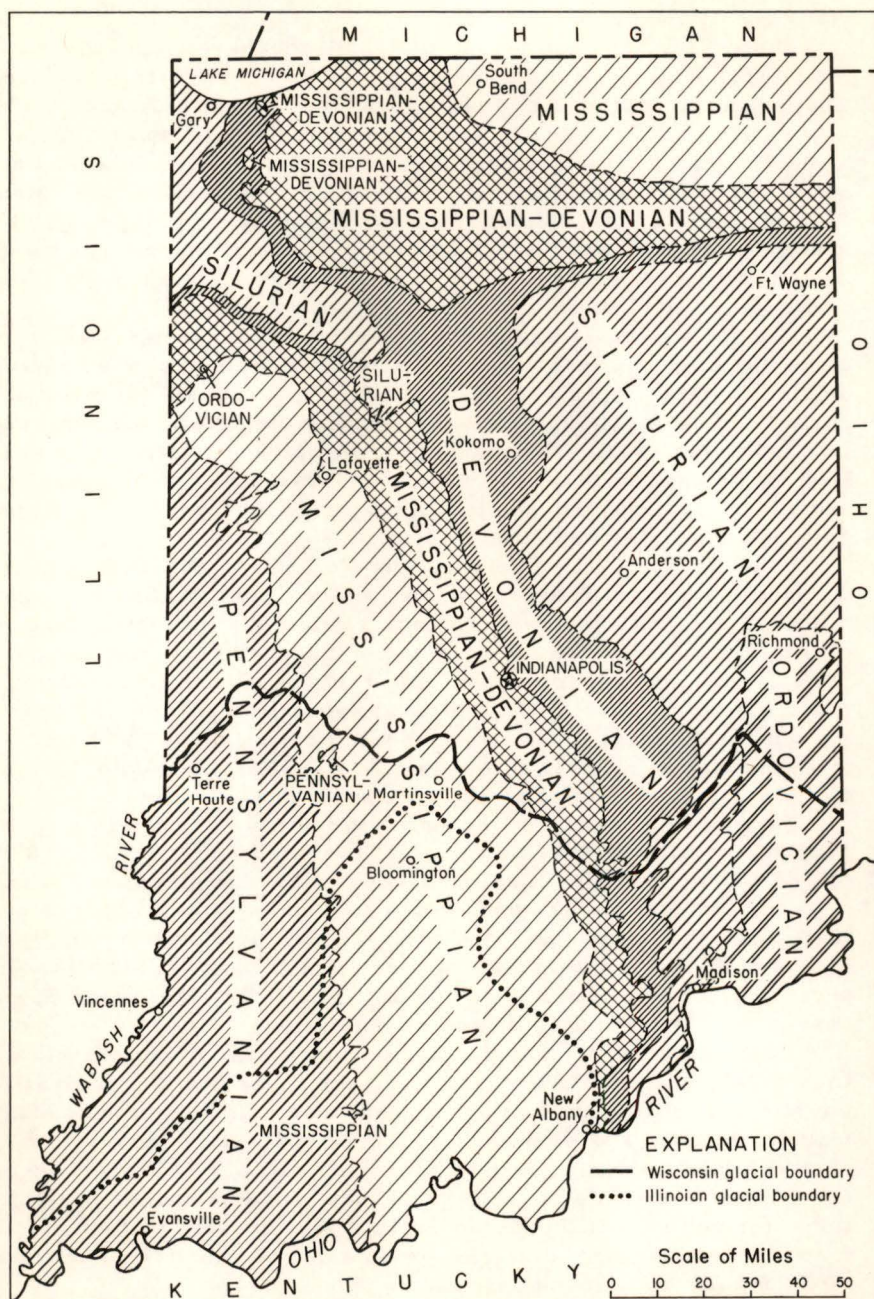 MICHIGAN
LAKE MICHIGAN
South
Bend
MISSISSIPPIAN-
DEVONIAN
MISSISSIPPIAN
Gary
MISSISSIPPIAN-
DEVONIAN
MISSISSIPPIAN-DEVONIAN
ILLINOIS
SILURIAN
Ft. Wayne
SILURIAN
OHIO
SILU-
RIAN
ORDO-
VICIAN
DEVONIAN
Kokomo
Lafayette
MISSISSIPPIAN
MISSISSIPPIAN-DEVONIAN
Anderson
PENNSYLVANIAN
Richmond
ORDOVICIAN
INDIANAPOLIS
Terre
Haute
PENNSYL-
VANIAN
Martinsville
Bloomington
WABASH RIVER
Madison
Vincennes
New
Albany
RIVER
MISSISSIPPIAN
EXPLANATION
Wisconsin glacial boundary
Illinoian glacial boundary
Evansville
OHIO
Scale of Miles
0 10 20 30 40 50
KENTUCKY